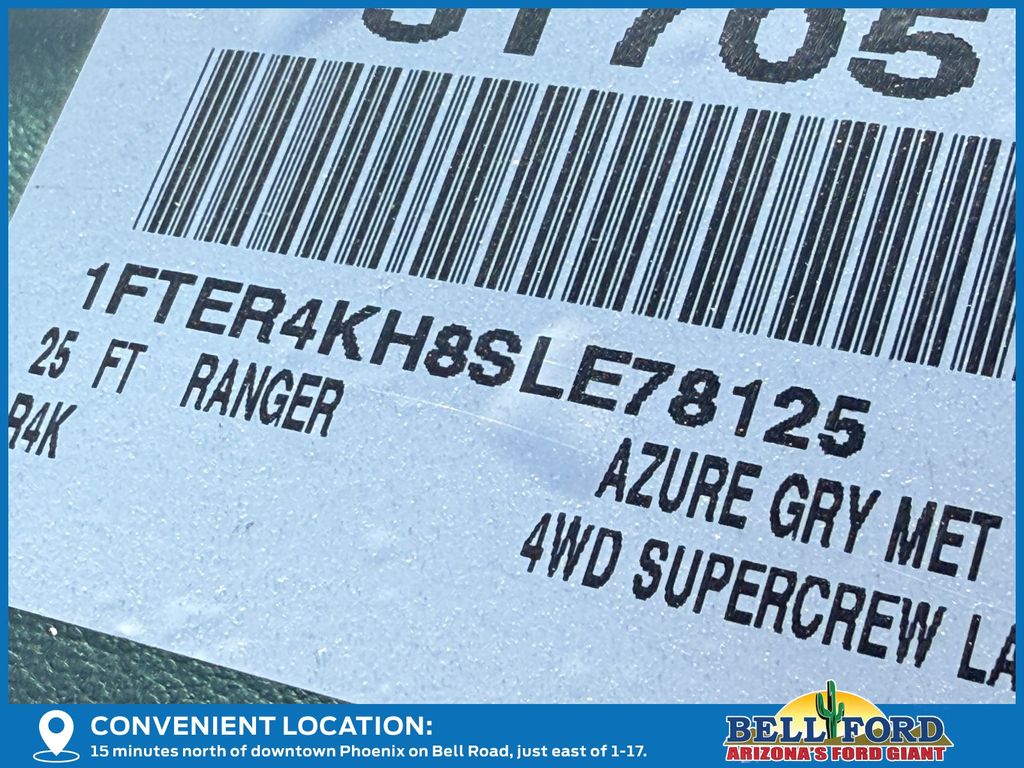 1FTER4KH8SLE78125
25 FT RANGER
R4K
AZURE GRY MET
4WD SUPERCREW LA
CONVENIENT LOCATION:
15 minutes north of downtown Phoenix on Bell Road, just east of 1-17.
BELL FORD
ARIZONA'S FORD GIANT